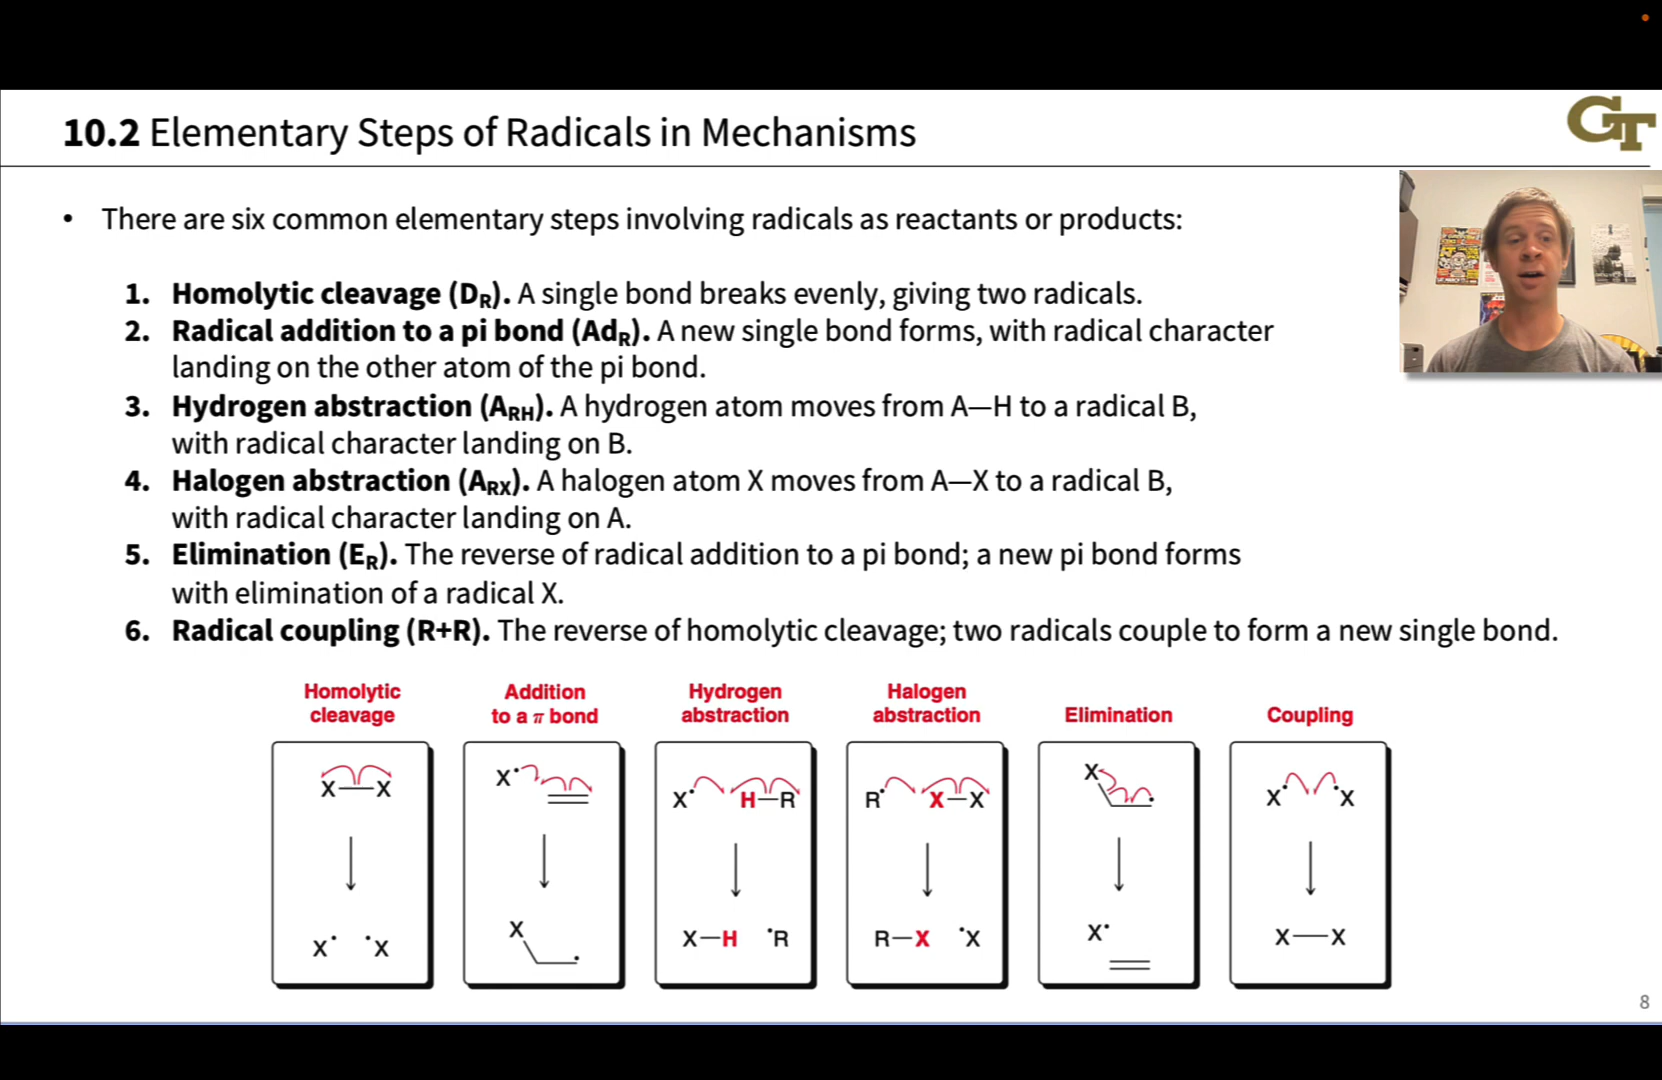 10.2 Elementary Steps of Radicals in Mechanisms
GT
• There are six common elementary steps involving radicals as reactants or products:
1. Homolytic cleavage (DR). A single bond breaks evenly, giving two radicals.
2. Radical addition to a pi bond (AdR). A new single bond forms, with radical character
landing on the other atom of the pi bond.
3. Hydrogen abstraction (ARH). A hydrogen atom moves from A—H to a radical B,
with radical character landing on B.
4. Halogen abstraction (ARX). A halogen atom X moves from A—X to a radical B,
with radical character landing on A.
5. Elimination (ER). The reverse of radical addition to a pi bond; a new pi bond forms
with elimination of a radical X.
6. Radical coupling (R+R). The reverse of homolytic cleavage; two radicals couple to form a new single bond.
Homolytic
cleavage
X—X
X• •X
Addition
to a π bond
X•
X
Hydrogen
abstraction
X• H—R
X—H •R
Halogen
abstraction
R• X—X
R—X •X
Elimination
X
X•
Coupling
X• •X
X—X
8